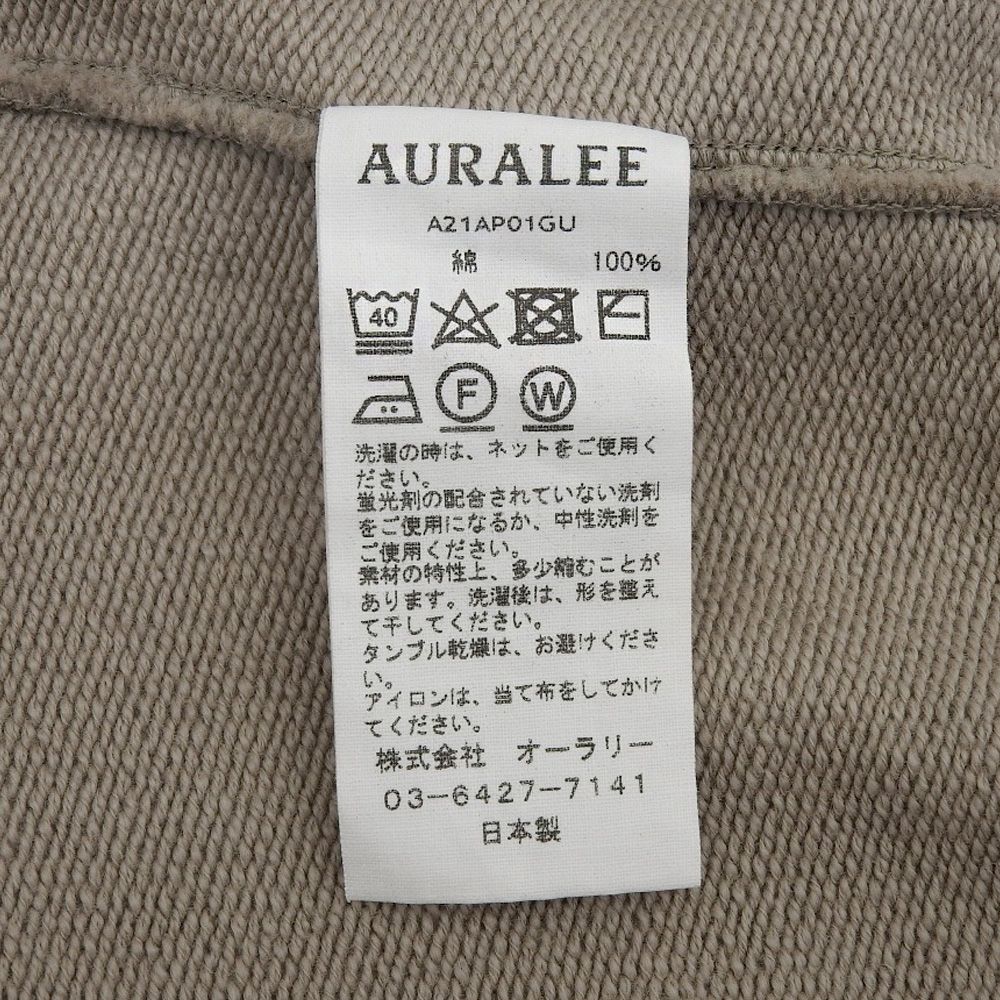 AURALEE
A21AP01GU
綿 100%
40
F W
洗濯の時は、ネットをご使用く
ださい。
蛍光剤の配合されていない洗剤
をご使用になるか、中性洗剤を
ご使用ください。
素材の特性上、多少縮むことが
あります。洗濯後は、形を整え
て干してください。
タンブル乾燥は、お避けくださ
い。
アイロンは、当て布をしてかけ
てください。
株式会社 オーラリー
03-6427-7141
日本製